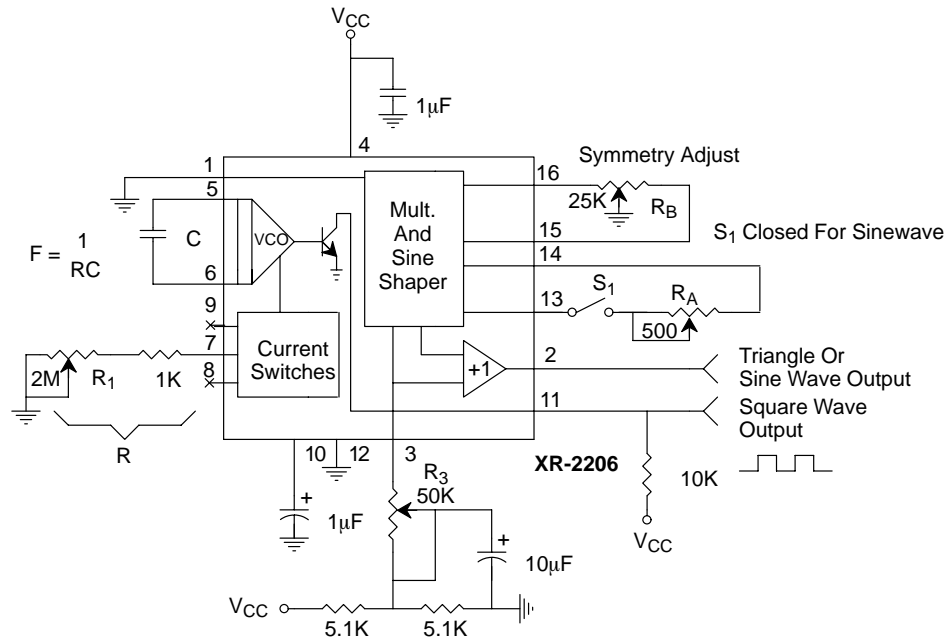 VCC
1μF
4
1
16
Symmetry Adjust
5
25K
RB
Mult.
And
Sine
Shaper
C
VCO
15
S1 Closed For Sinewave
F = 1
RC
14
6
S1
RA
13
9
500
Current
Switches
7
2M
R1
1K
8
+1
2
Triangle Or
Sine Wave Output
11
Square Wave
Output
R
10
12
3
XR-2206
10K
R3
50K
+
1μF
VCC
+
10μF
VCC
5.1K
5.1K